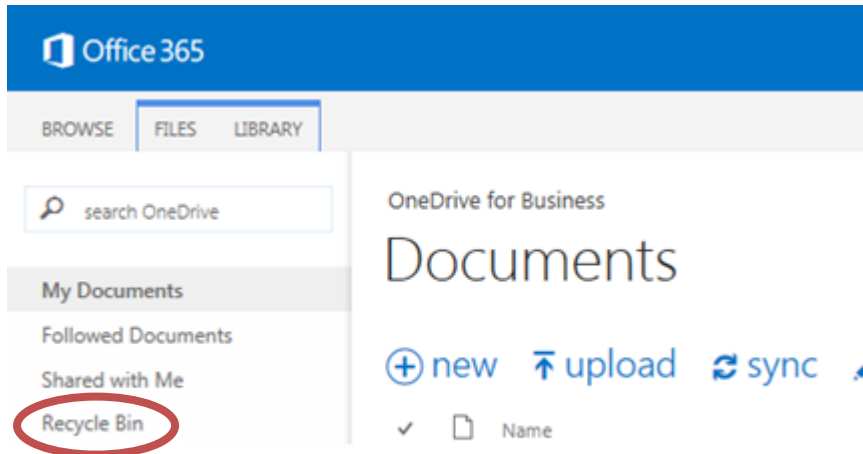 Office 365
BROWSE FILES LIBRARY
search OneDrive
My Documents
Followed Documents
Shared with Me
Recycle Bin
OneDrive for Business
Documents
new upload sync
Name